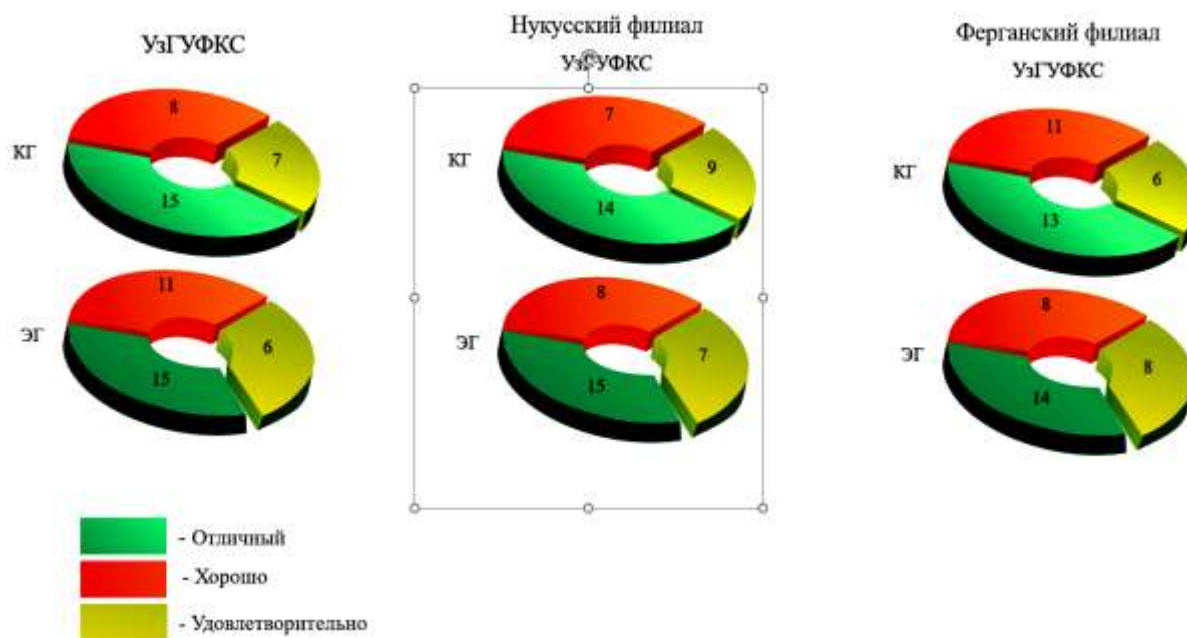 УзГУФКС
КГ
8
7
15
ЭГ
11
6
15
Нукусский филиал
УзГУФКС
КГ
7
9
14
ЭГ
8
7
15
Ферганский филиал
УзГУФКС
КГ
11
6
13
ЭГ
8
8
14
- Отличный
- Хорошо
- Удовлетворительно